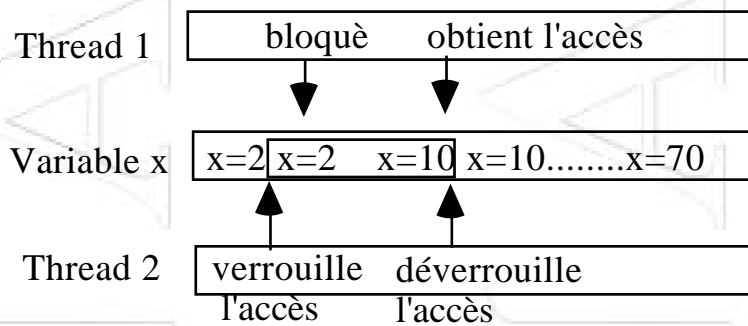 Thread 1 bloquè obtient l'accès
Variable x x=2 x=2 x=10 x=10........x=70
Thread 2 verrouille déverrouille
l'accès l'accès